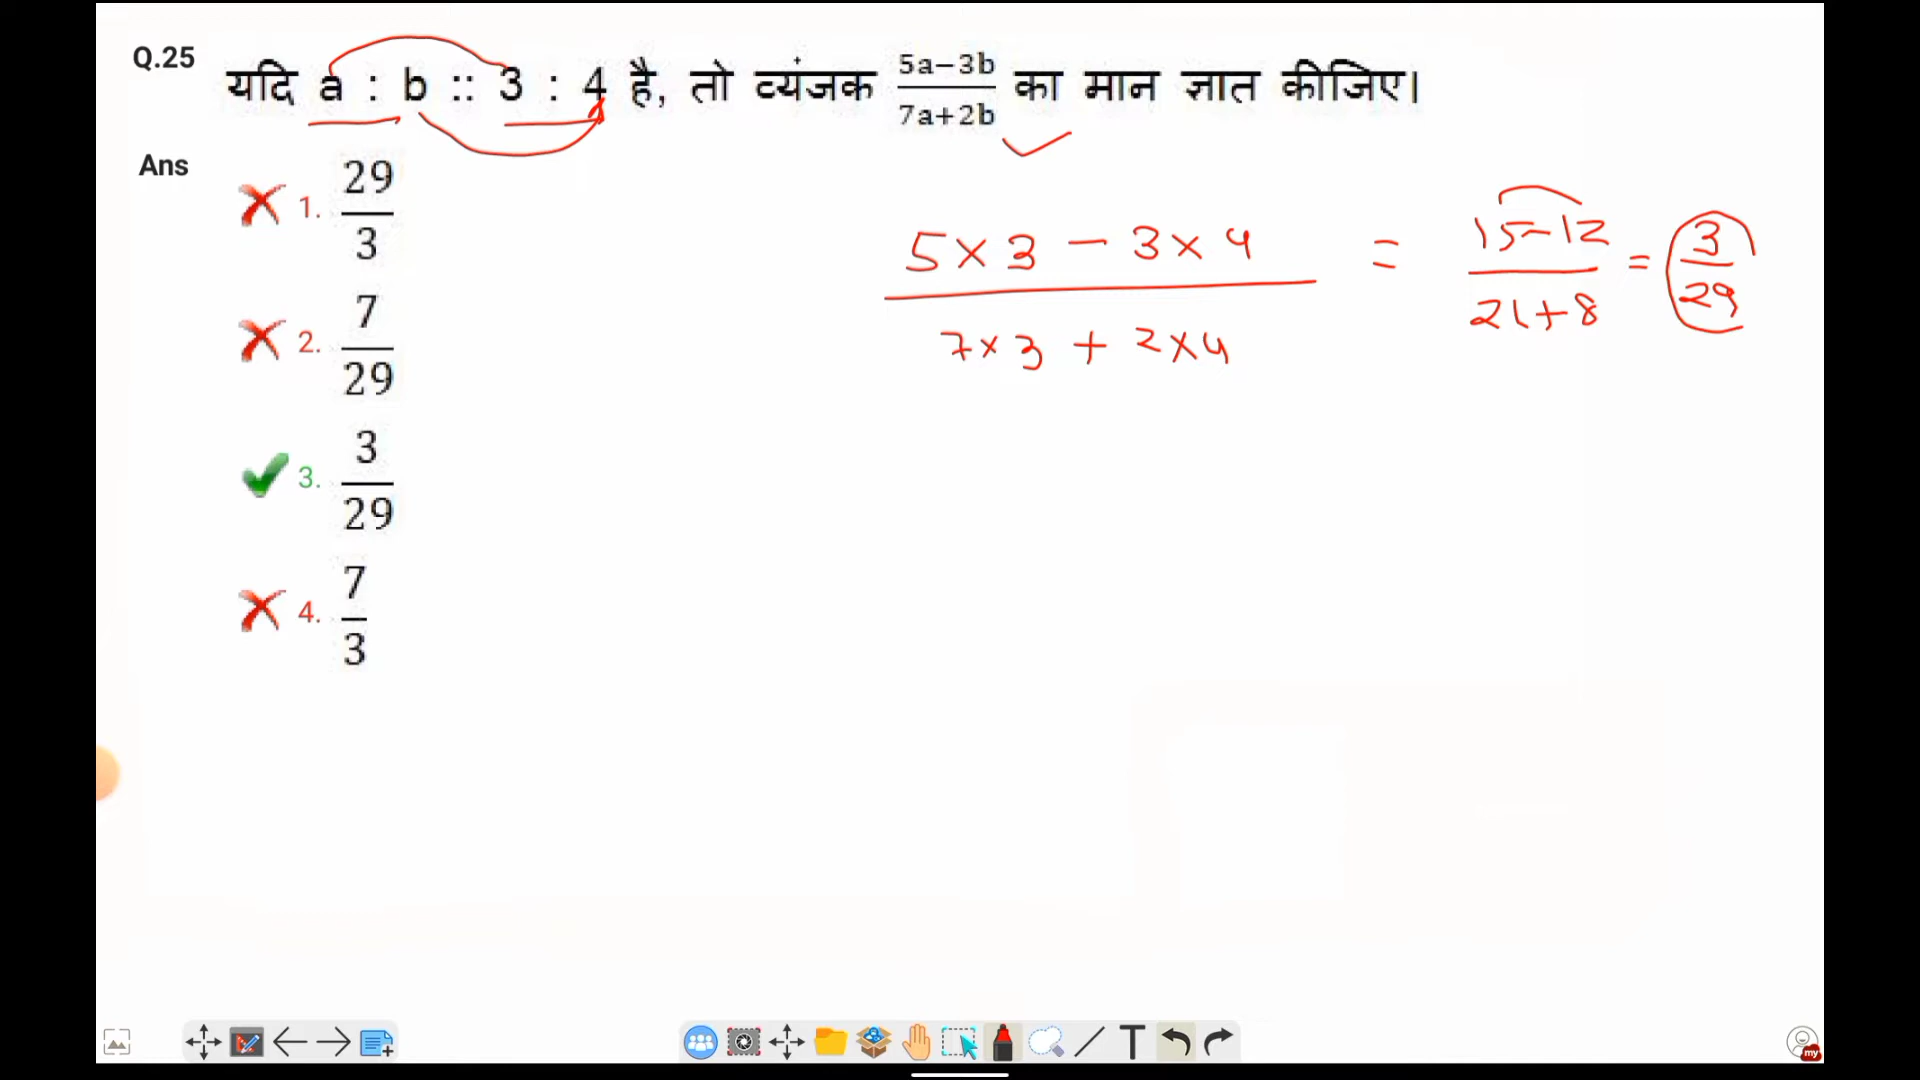 Q.25 यदि a : b :: 3 : 4 है, तो व्यंजक (5a−3b)/(7a+2b) का मान ज्ञात कीजिए।
Ans
1. 29/3
2. 7/29
3. 3/29
4. 7/3
(5×3 − 3×4)/(7×3 + 2×4) = (15−12)/(21+8) = 3/29
T
my